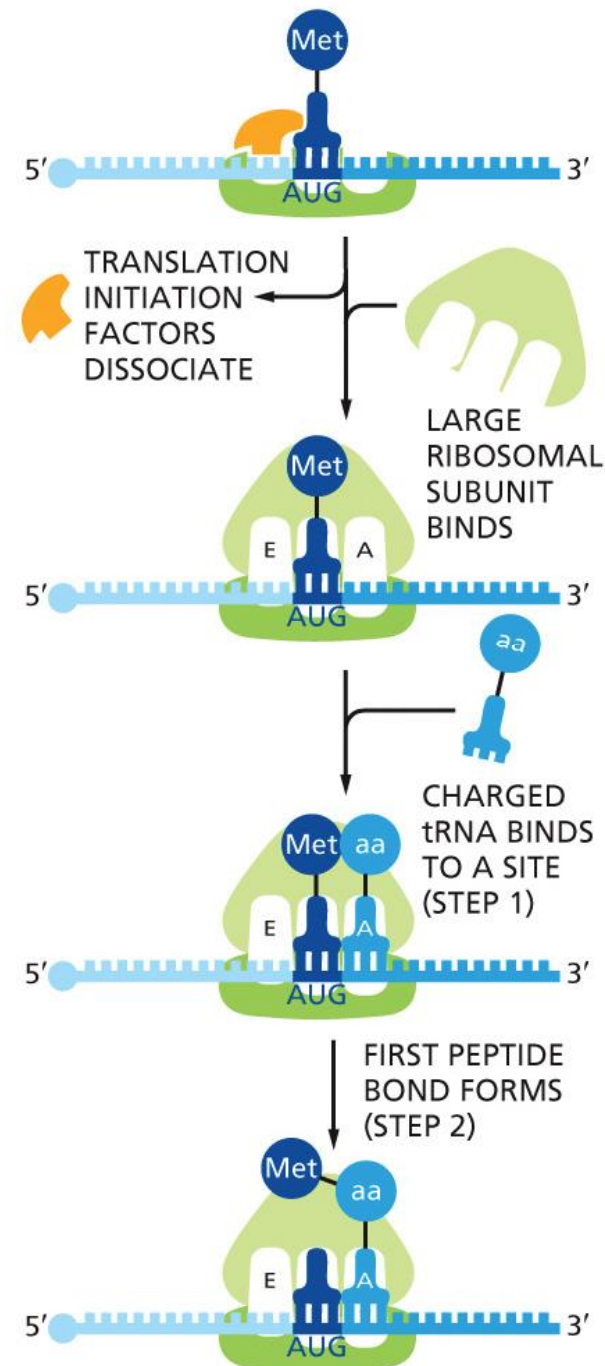 Met
5′ 3′
AUG
TRANSLATION
INITIATION
FACTORS
DISSOCIATE
LARGE
RIBOSOMAL
SUBUNIT
BINDS
Met
E A
5′ 3′
AUG
aa
CHARGED
tRNA BINDS
TO A SITE
(STEP 1)
Met aa
E A
5′ 3′
AUG
FIRST PEPTIDE
BOND FORMS
(STEP 2)
Met aa
E A
5′ 3′
AUG